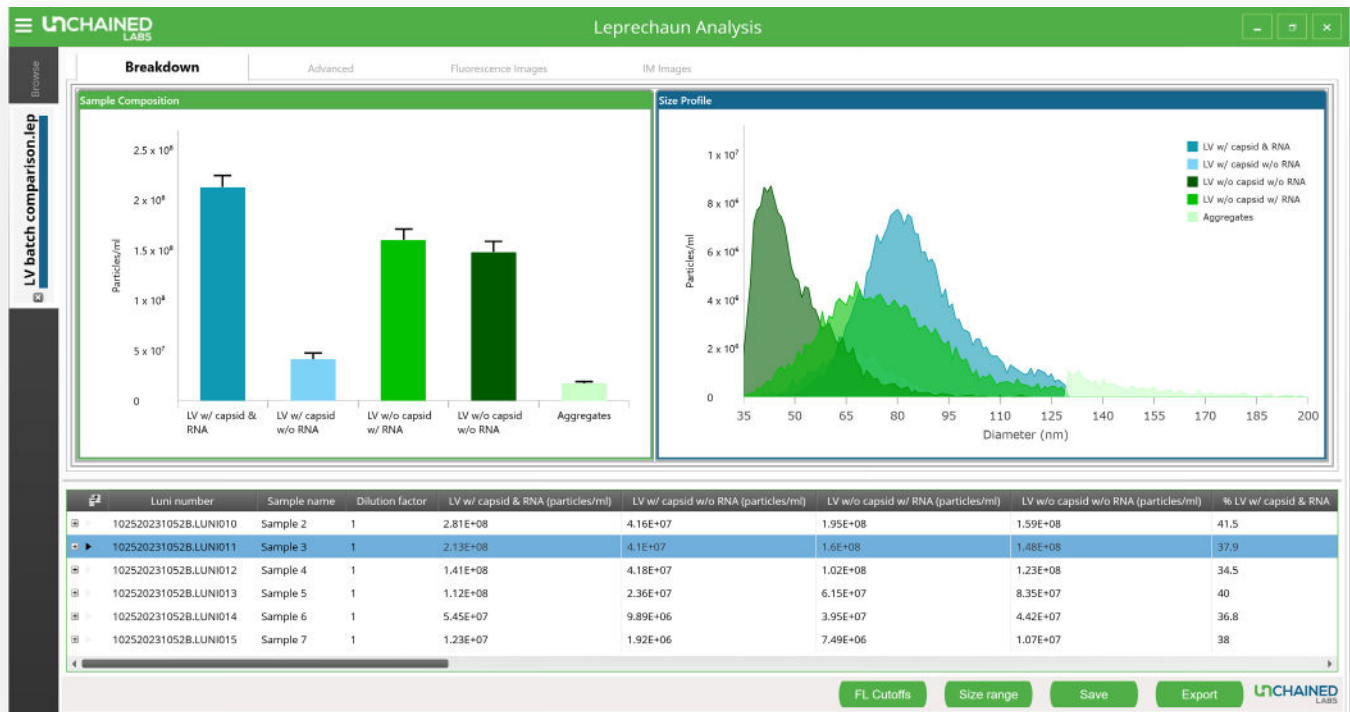 UNCHAINED LABS
Leprechaun Analysis
Browse
LV batch comparison.lep
Breakdown
Advanced
Fluorescence Images
IM Images
Sample Composition
2.5 x 10⁸
2 x 10⁸
1.5 x 10⁸
1 x 10⁸
5 x 10⁷
0
Particles/ml
LV w/ capsid & RNA
LV w/ capsid w/o RNA
LV w/o capsid w/ RNA
LV w/o capsid w/o RNA
Aggregates
Size Profile
1 x 10⁷
8 x 10⁶
6 x 10⁶
4 x 10⁶
2 x 10⁶
0
Particles/ml
35 50 65 80 95 110 125 140 155 170 185 200
Diameter (nm)
LV w/ capsid & RNA
LV w/ capsid w/o RNA
LV w/o capsid w/o RNA
LV w/o capsid w/ RNA
Aggregates
Luni number Sample name Dilution factor LV w/ capsid & RNA (particles/ml) LV w/ capsid w/o RNA (particles/ml) LV w/o capsid w/ RNA (particles/ml) LV w/o capsid w/o RNA (particles/ml) % LV w/ capsid & RNA
102520231052B.LUNI010 Sample 2 1 2.81E+08 4.16E+07 1.95E+08 1.59E+08 41.5
102520231052B.LUNI011 Sample 3 1 2.13E+08 4.1E+07 1.6E+08 1.48E+08 37.9
102520231052B.LUNI012 Sample 4 1 1.41E+08 4.18E+07 1.02E+08 1.23E+08 34.5
102520231052B.LUNI013 Sample 5 1 1.12E+08 2.36E+07 6.15E+07 8.35E+07 40
102520231052B.LUNI014 Sample 6 1 5.45E+07 9.89E+06 3.95E+07 4.42E+07 36.8
102520231052B.LUNI015 Sample 7 1 1.23E+07 1.92E+06 7.49E+06 1.07E+07 38
FL Cutoffs
Size range
Save
Export
UNCHAINED LABS